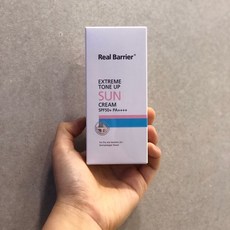 Real Barrier
EXTREME
TONE UP
SUN
CREAM
SPF50+ PA++++